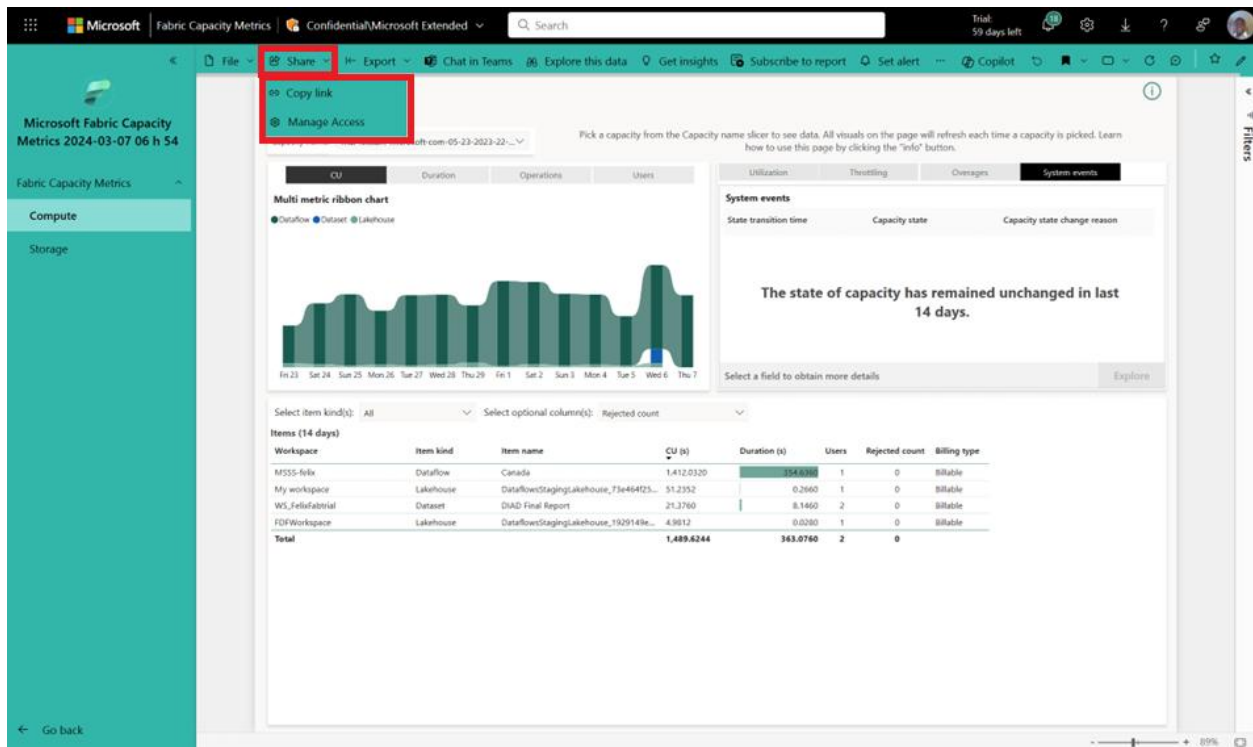 Microsoft Fabric Capacity Metrics Confidential\Microsoft Extended Search Trial: 59 days left 18
File Share Export Chat in Teams Explore this data Get insights Subscribe to report Set alert Copilot
Copy link
Manage Access
Microsoft Fabric Capacity
Metrics 2024-03-07 06 h 54
Fabric Capacity Metrics
Compute
Storage
Go back
Filters
Pick a capacity from the Capacity name slicer to see data. All visuals on the page will refresh each time a capacity is picked. Learn
how to use this page by clicking the "info" button.
CU Duration Operations Users
Multi metric ribbon chart
Dataflow Dataset Lakehouse
Fri 23 Sat 24 Sun 25 Mon 26 Tue 27 Wed 28 Thu 29 Fri 1 Sat 2 Sun 3 Mon 4 Tue 5 Wed 6 Thu 7
Utilization Throttling Overages System events
System events
State transition time Capacity state Capacity state change reason
The state of capacity has remained unchanged in last
14 days.
Select a field to obtain more details Explore
Select item kind(s): All Select optional column(s): Rejected count
Items (14 days)
Workspace Item kind Item name CU (s) Duration (s) Users Rejected count Billing type
MSSS-felix Dataflow Canada 1,412.0320 354.6360 1 0 Billable
My workspace Lakehouse DataflowsStagingLakehouse_73e464f25... 51.2352 0.2660 1 0 Billable
WS_FelixFabtrial Dataset DIAD Final Report 21.3760 8.1460 2 0 Billable
FDFWorkspace Lakehouse DataflowsStagingLakehouse_1929149e... 4.9812 0.0280 1 0 Billable
Total 1,489.6244 363.0760 2 0
89%